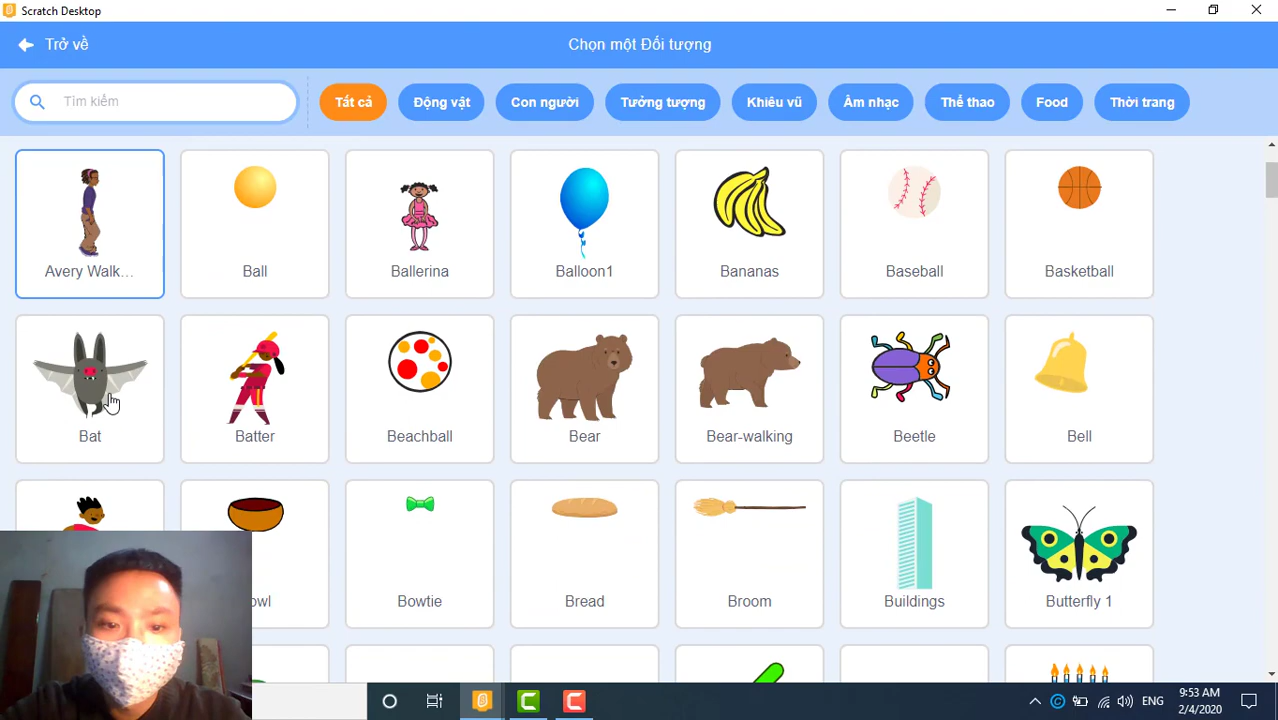 Scratch Desktop
Trở về
Chọn một Đối tượng
Tìm kiếm
Tất cả Động vật Con người Tưởng tượng Khiêu vũ Âm nhạc Thể thao Food Thời trang
Avery Walk... Ball Ballerina Balloon1 Bananas Baseball Basketball
Bat Batter Beachball Bear Bear-walking Beetle Bell
Bowtie Bread Broom Buildings Butterfly 1
ENG
9:53 AM
2/4/2020